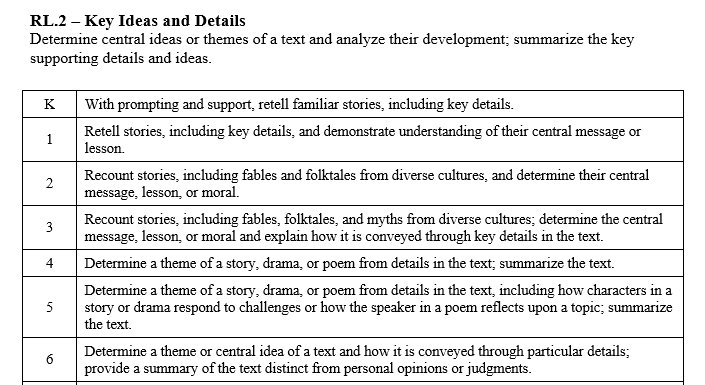 RL.2 – Key Ideas and Details
Determine central ideas or themes of a text and analyze their development; summarize the key
supporting details and ideas.
K
With prompting and support, retell familiar stories, including key details.
1
Retell stories, including key details, and demonstrate understanding of their central message or
lesson.
2
Recount stories, including fables and folktales from diverse cultures, and determine their central
message, lesson, or moral.
3
Recount stories, including fables, folktales, and myths from diverse cultures; determine the central
message, lesson, or moral and explain how it is conveyed through key details in the text.
4
Determine a theme of a story, drama, or poem from details in the text; summarize the text.
5
Determine a theme of a story, drama, or poem from details in the text, including how characters in a
story or drama respond to challenges or how the speaker in a poem reflects upon a topic; summarize
the text.
6
Determine a theme or central idea of a text and how it is conveyed through particular details;
provide a summary of the text distinct from personal opinions or judgments.